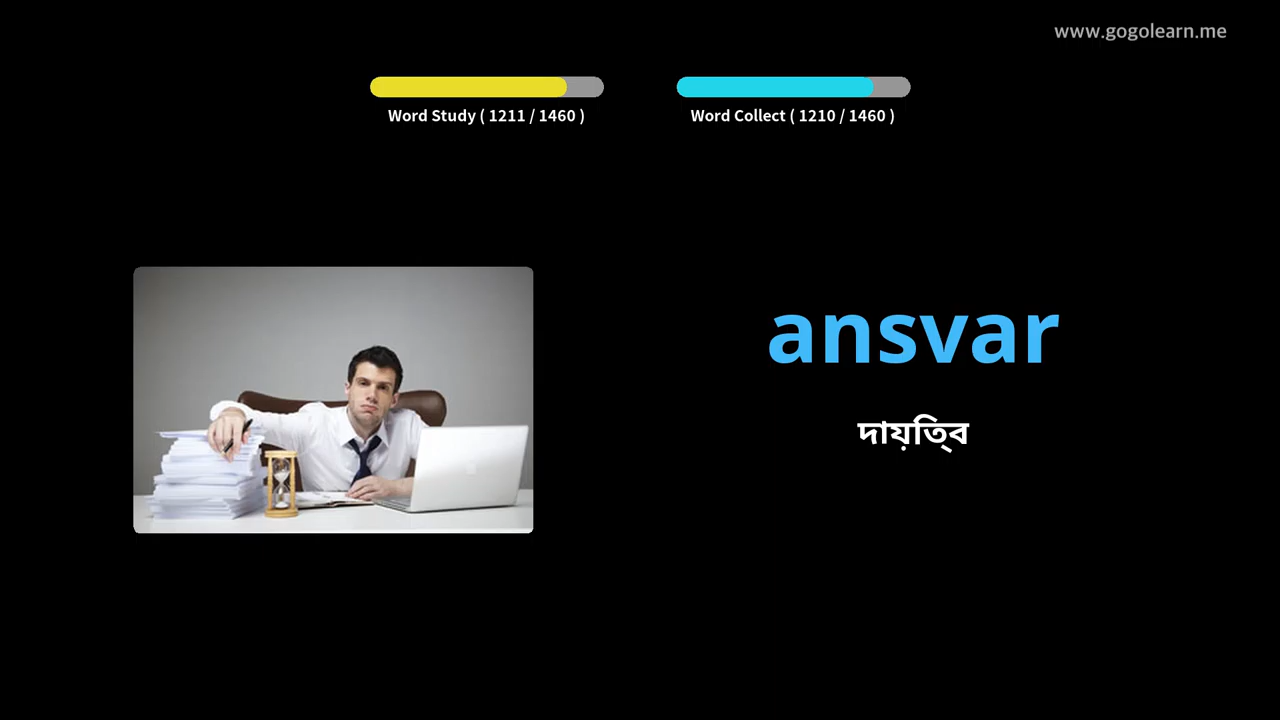 www.gogolearn.me
Word Study ( 1211 / 1460 )
Word Collect ( 1210 / 1460 )
ansvar
দায়ত্বি